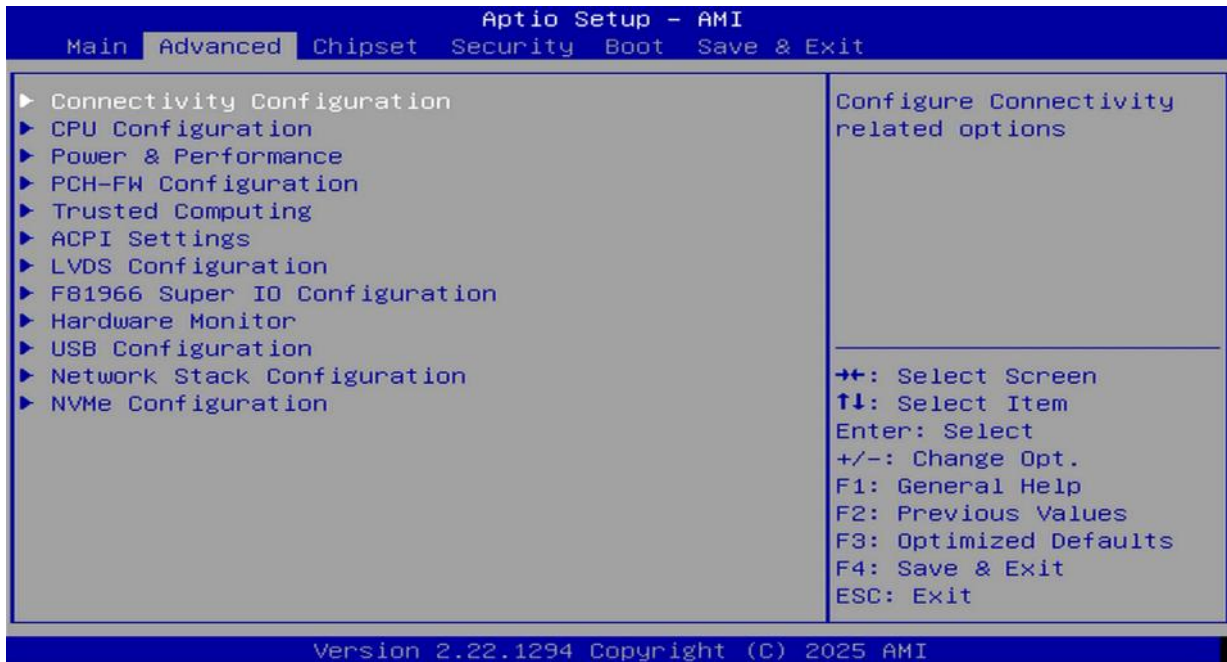 Aptio Setup – AMI
Main Advanced Chipset Security Boot Save & Exit
▶ Connectivity Configuration
▶ CPU Configuration
▶ Power & Performance
▶ PCH-FW Configuration
▶ Trusted Computing
▶ ACPI Settings
▶ LVDS Configuration
▶ F81966 Super IO Configuration
▶ Hardware Monitor
▶ USB Configuration
▶ Network Stack Configuration
▶ NVMe Configuration
Configure Connectivity
related options
→←: Select Screen
↑↓: Select Item
Enter: Select
+/-: Change Opt.
F1: General Help
F2: Previous Values
F3: Optimized Defaults
F4: Save & Exit
ESC: Exit
Version 2.22.1294 Copyright (C) 2025 AMI